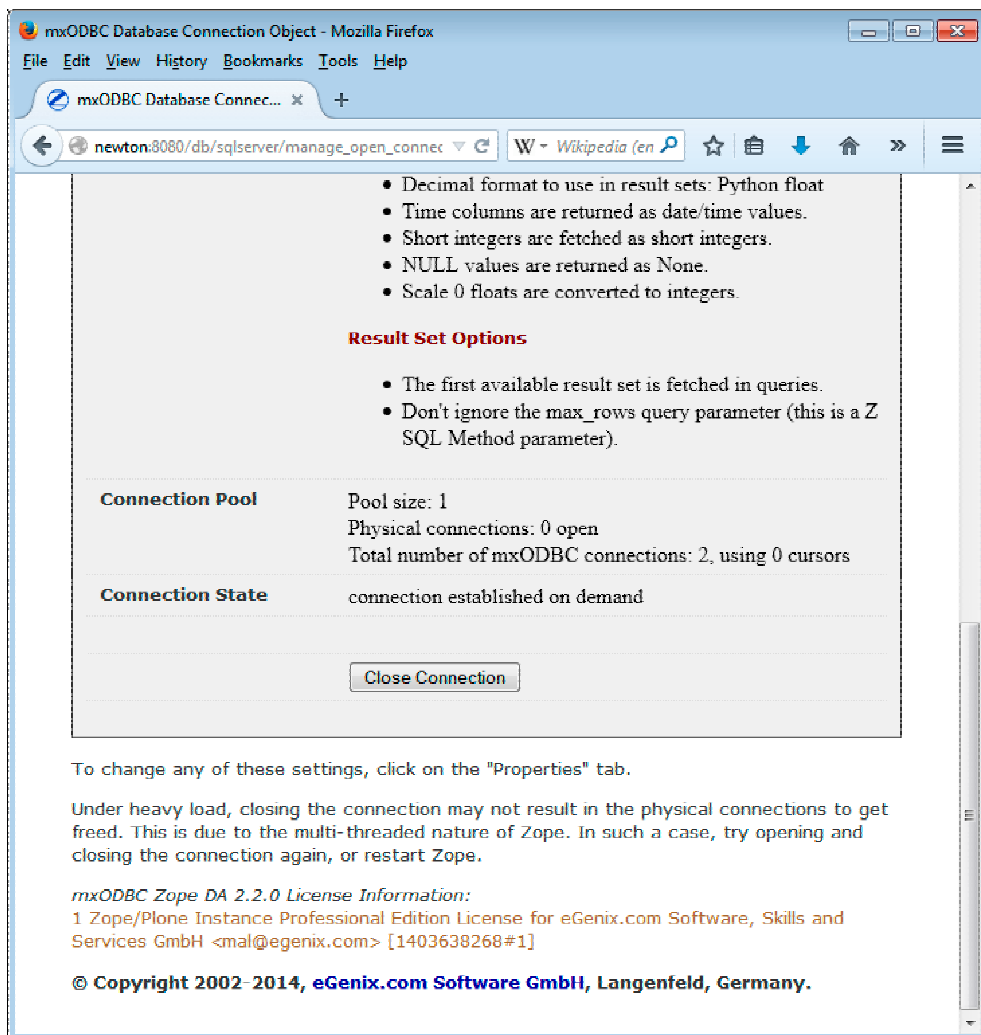 mxODBC Database Connection Object - Mozilla Firefox
File Edit View History Bookmarks Tools Help
mxODBC Database Connec... ×
+
newton:8080/db/sqlserver/manage_open_connec
W Wikipedia (en
• Decimal format to use in result sets: Python float
• Time columns are returned as date/time values.
• Short integers are fetched as short integers.
• NULL values are returned as None.
• Scale 0 floats are converted to integers.
Result Set Options
• The first available result set is fetched in queries.
• Don't ignore the max_rows query parameter (this is a Z
SQL Method parameter).
Connection Pool
Pool size: 1
Physical connections: 0 open
Total number of mxODBC connections: 2, using 0 cursors
Connection State
connection established on demand
Close Connection
To change any of these settings, click on the "Properties" tab.
Under heavy load, closing the connection may not result in the physical connections to get
freed. This is due to the multi-threaded nature of Zope. In such a case, try opening and
closing the connection again, or restart Zope.
mxODBC Zope DA 2.2.0 License Information:
1 Zope/Plone Instance Professional Edition License for eGenix.com Software, Skills and
Services GmbH <mal@egenix.com> [1403638268#1]
© Copyright 2002-2014, eGenix.com Software GmbH, Langenfeld, Germany.